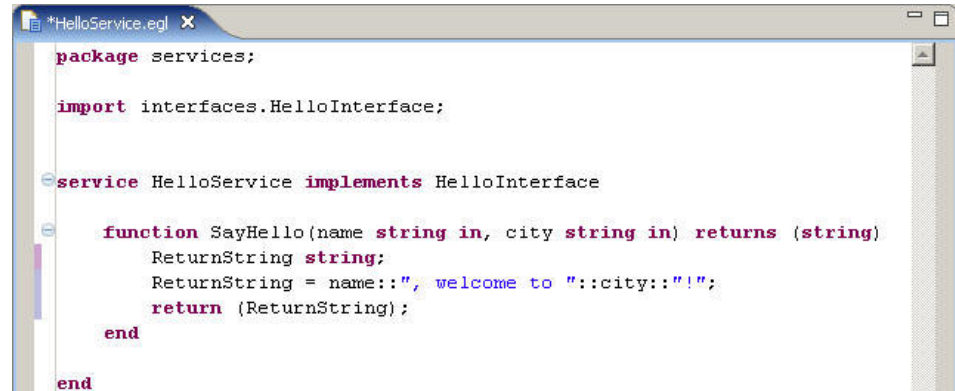 *HelloService.egl
package services;
import interfaces.HelloInterface;
service HelloService implements HelloInterface
function SayHello(name string in, city string in) returns (string)
ReturnString string;
ReturnString = name::", welcome to "::city::"!";
return (ReturnString);
end
end